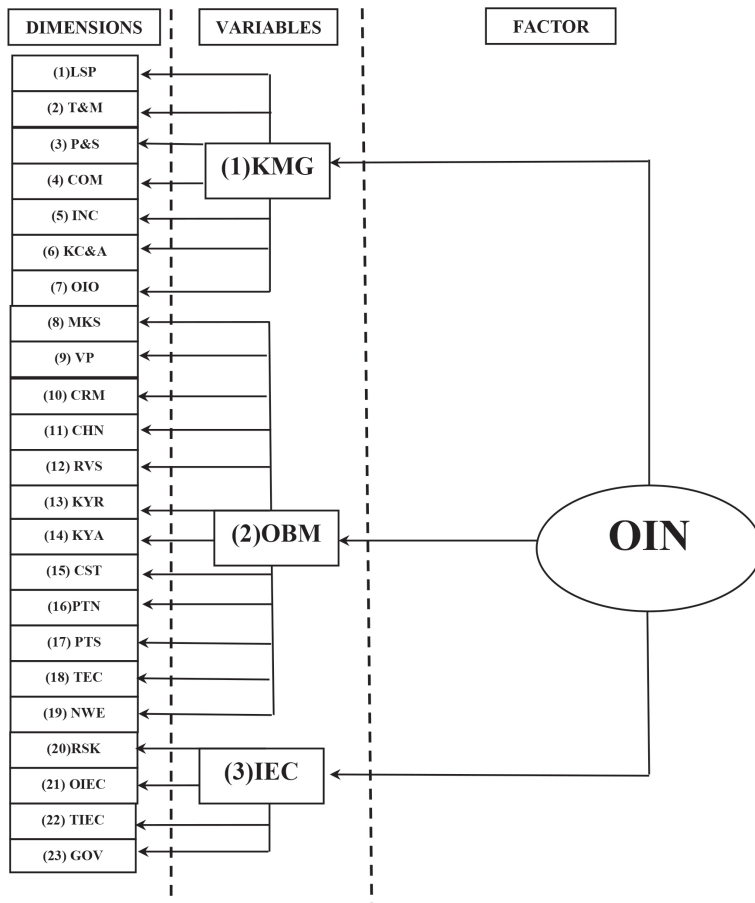 DIMENSIONS
VARIABLES
FACTOR
(1)LSP
(2) T&M
(3) P&S
(4) COM
(5) INC
(6) KC&A
(7) OIO
(8) MKS
(9) VP
(10) CRM
(11) CHN
(12) RVS
(13) KYR
(14) KYA
(15) CST
(16)PTN
(17) PTS
(18) TEC
(19) NWE
(20)RSK
(21) OIEC
(22) TIEC
(23) GOV
(1)KMG
(2)OBM
(3)IEC
OIN